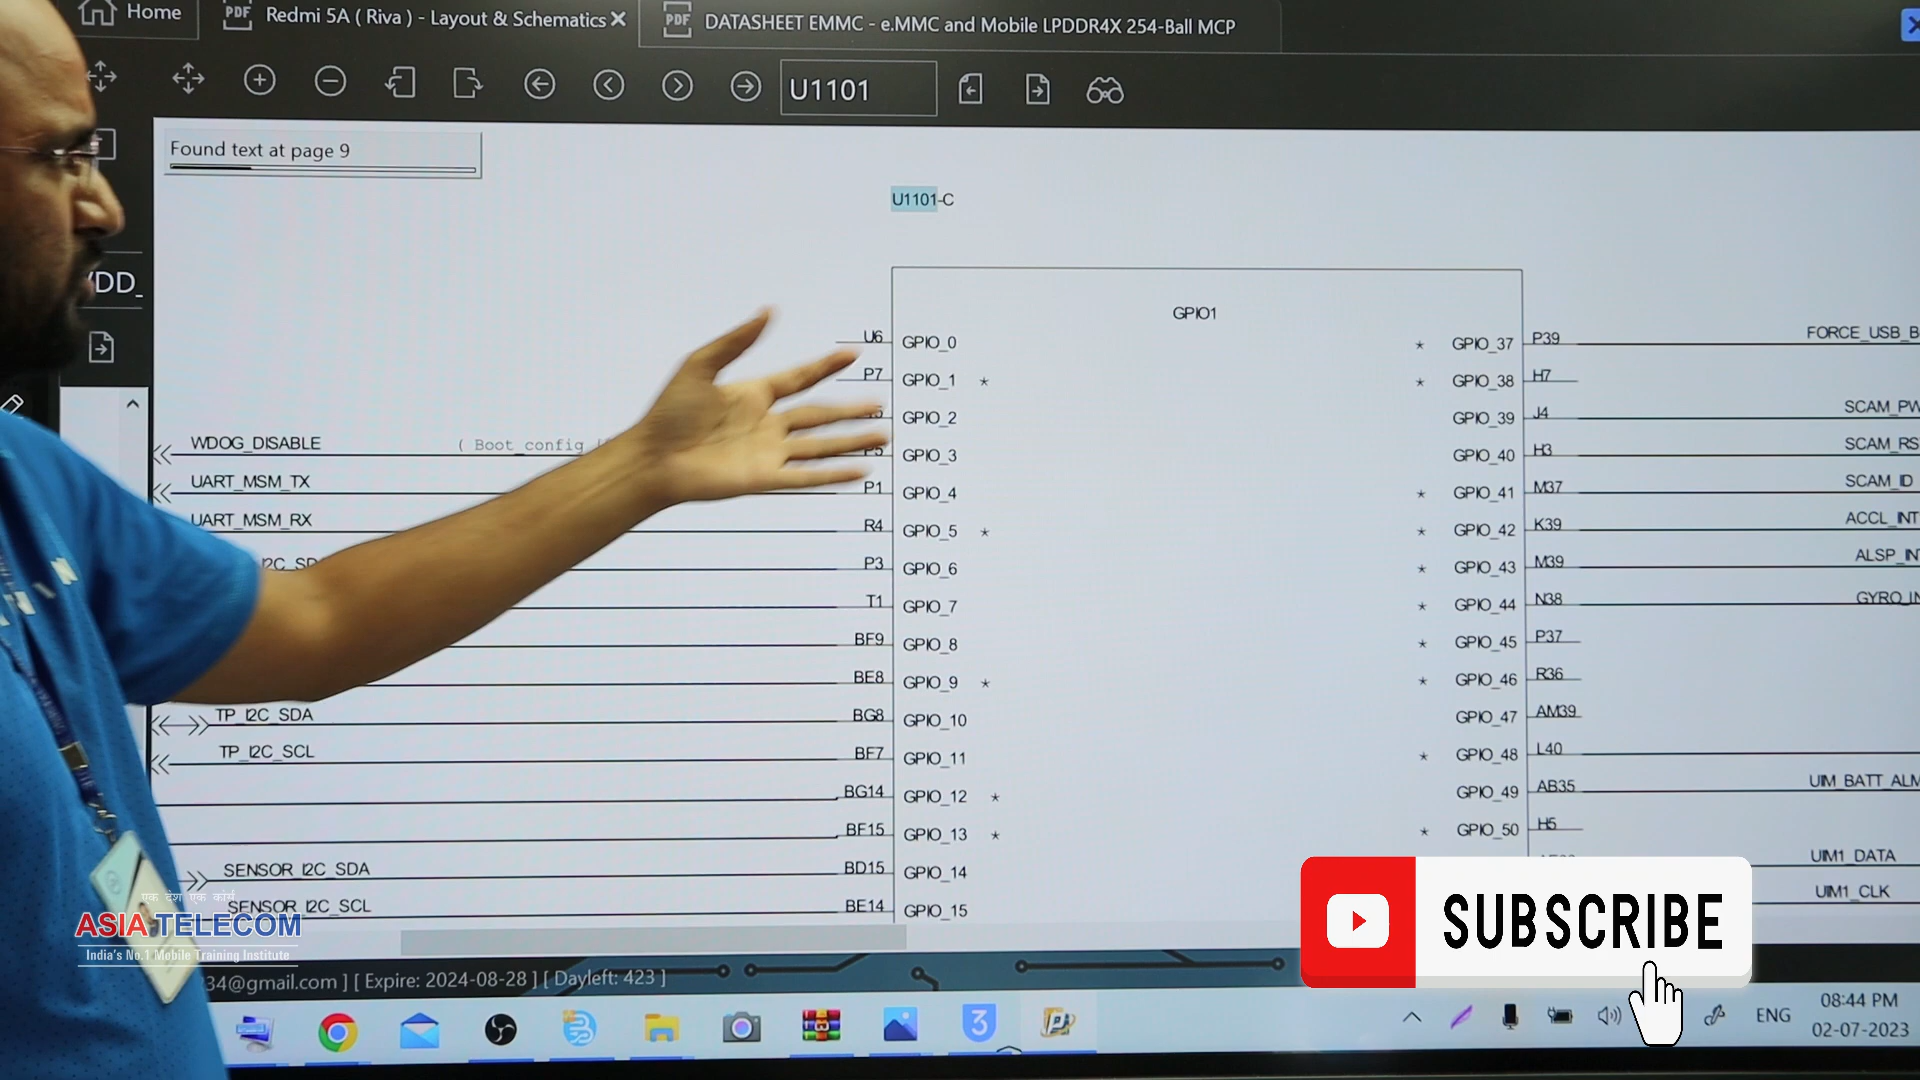 Home
Redmi 5A ( Riva ) - Layout & Schematics
DATASHEET EMMC - e.MMC and Mobile LPDDR4X 254-Ball MCP
U1101
Found text at page 9
U1101-C
GPIO1
U6 GPIO_0
P7 GPIO_1 *
GPIO_2
WDOG_DISABLE ( Boot_config P5 GPIO_3
UART_MSM_TX P1 GPIO_4
UART_MSM_RX R4 GPIO_5 *
P3 GPIO_6
T1 GPIO_7
BF9 GPIO_8
BE8 GPIO_9 *
TP_I2C_SDA BG8 GPIO_10
TP_I2C_SCL BF7 GPIO_11
BG14 GPIO_12 *
BF15 GPIO_13 *
SENSOR_I2C_SDA BD15 GPIO_14
SENSOR_I2C_SCL BE14 GPIO_15
* GPIO_37 P39 FORCE_USB_B
* GPIO_38 H7
GPIO_39 J4 SCAM_PW
GPIO_40 H3 SCAM_RS
* GPIO_41 M37 SCAM_ID
* GPIO_42 K39 ACCL_INT
* GPIO_43 M39 ALSP_IN
* GPIO_44 N38 GYRO_IN
* GPIO_45 P37
* GPIO_46 R36
GPIO_47 AM39
* GPIO_48 L40
GPIO_49 AB35 UIM_BATT_ALM
* GPIO_50 H5
UIM1_DATA
UIM1_CLK
VDD_
एक देश एक कोर्स
ASIA TELECOM
India's No.1 Mobile Training Institute
34@gmail.com ] [ Expire: 2024-08-28 ] [ Dayleft: 423 ]
SUBSCRIBE
3
ENG
08:44 PM
02-07-2023